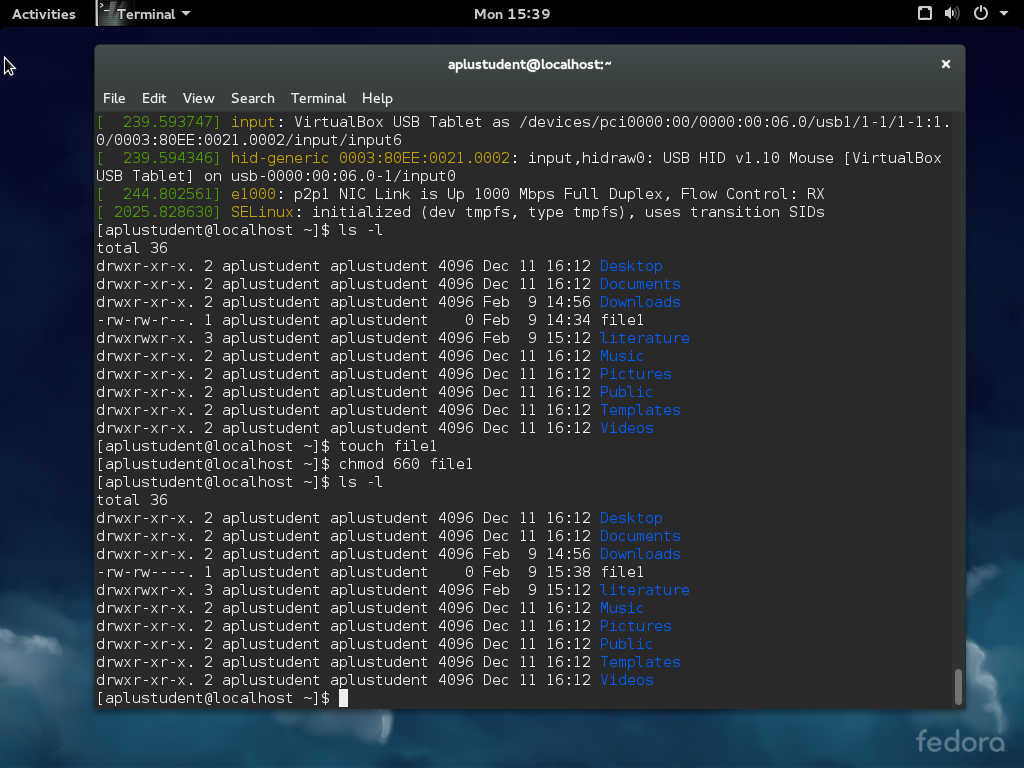 Activities Terminal Mon 15:39
aplustudent@localhost:~
File Edit View Search Terminal Help
[  239.593747] input: VirtualBox USB Tablet as /devices/pci0000:00/0000:00:06.0/usb1/1-1/1-1:1.
0/0003:80EE:0021.0002/input/input6
[  239.594346] hid-generic 0003:80EE:0021.0002: input,hidraw0: USB HID v1.10 Mouse [VirtualBox
USB Tablet] on usb-0000:00:06.0-1/input0
[  244.802561] e1000: p2p1 NIC Link is Up 1000 Mbps Full Duplex, Flow Control: RX
[ 2025.828630] SELinux: initialized (dev tmpfs, type tmpfs), uses transition SIDs
[aplustudent@localhost ~]$ ls -l
total 36
drwxr-xr-x. 2 aplustudent aplustudent 4096 Dec 11 16:12 Desktop
drwxr-xr-x. 2 aplustudent aplustudent 4096 Dec 11 16:12 Documents
drwxr-xr-x. 2 aplustudent aplustudent 4096 Feb  9 14:56 Downloads
-rw-rw-r--. 1 aplustudent aplustudent    0 Feb  9 14:34 file1
drwxrwxr-x. 3 aplustudent aplustudent 4096 Feb  9 15:12 literature
drwxr-xr-x. 2 aplustudent aplustudent 4096 Dec 11 16:12 Music
drwxr-xr-x. 2 aplustudent aplustudent 4096 Dec 11 16:12 Pictures
drwxr-xr-x. 2 aplustudent aplustudent 4096 Dec 11 16:12 Public
drwxr-xr-x. 2 aplustudent aplustudent 4096 Dec 11 16:12 Templates
drwxr-xr-x. 2 aplustudent aplustudent 4096 Dec 11 16:12 Videos
[aplustudent@localhost ~]$ touch file1
[aplustudent@localhost ~]$ chmod 660 file1
[aplustudent@localhost ~]$ ls -l
total 36
drwxr-xr-x. 2 aplustudent aplustudent 4096 Dec 11 16:12 Desktop
drwxr-xr-x. 2 aplustudent aplustudent 4096 Dec 11 16:12 Documents
drwxr-xr-x. 2 aplustudent aplustudent 4096 Feb  9 14:56 Downloads
-rw-rw----. 1 aplustudent aplustudent    0 Feb  9 15:38 file1
drwxrwxr-x. 3 aplustudent aplustudent 4096 Feb  9 15:12 literature
drwxr-xr-x. 2 aplustudent aplustudent 4096 Dec 11 16:12 Music
drwxr-xr-x. 2 aplustudent aplustudent 4096 Dec 11 16:12 Pictures
drwxr-xr-x. 2 aplustudent aplustudent 4096 Dec 11 16:12 Public
drwxr-xr-x. 2 aplustudent aplustudent 4096 Dec 11 16:12 Templates
drwxr-xr-x. 2 aplustudent aplustudent 4096 Dec 11 16:12 Videos
[aplustudent@localhost ~]$
fedora